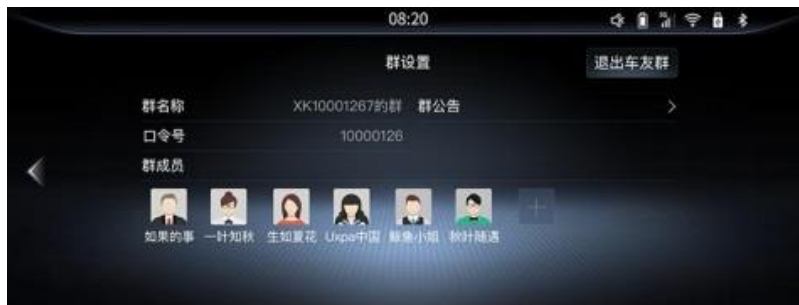 08:20
群设置
退出车友群
群名称 XK10001267的群 群公告
口令号 10000126
群成员
如果的事 一叶知秋 生如夏花 Uxpa中国 鲸鱼小姐 秋叶随遇